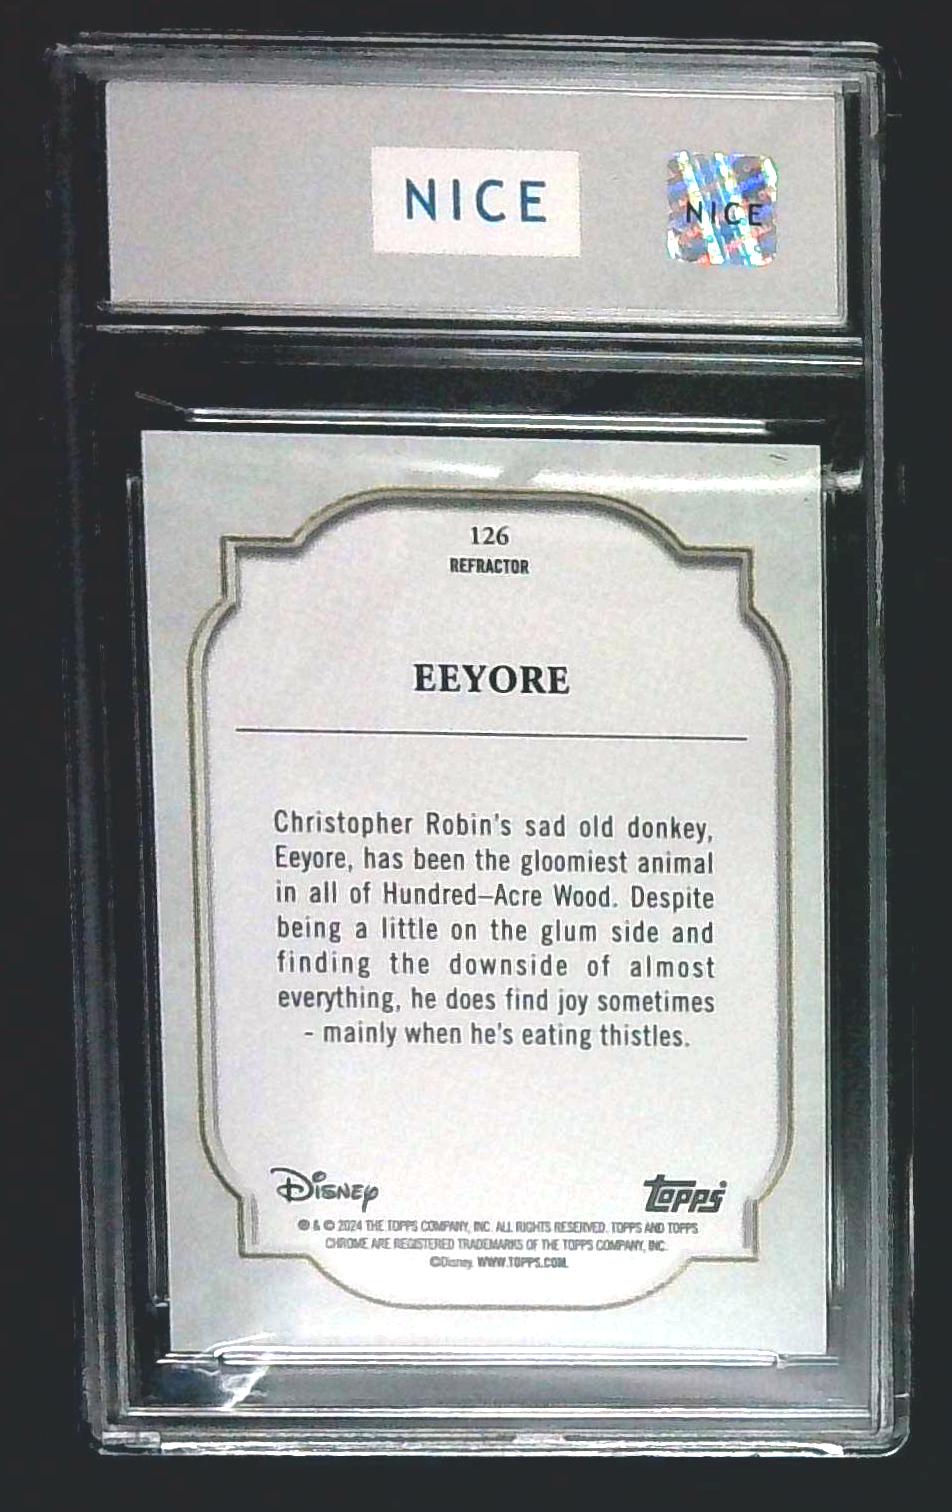 NICE
NICE
126
REFRACTOR
EEYORE
Christopher Robin's sad old donkey,
Eeyore, has been the gloomiest animal
in all of Hundred–Acre Wood. Despite
being a little on the glum side and
finding the downside of almost
everything, he does find joy sometimes
- mainly when he's eating thistles.
Disney
topps
® & © 2024 THE TOPPS COMPANY, INC. ALL RIGHTS RESERVED. TOPPS AND TOPPS
CHROME ARE REGISTERED TRADEMARKS OF THE TOPPS COMPANY, INC.
©Disney. WWW.TOPPS.COM.